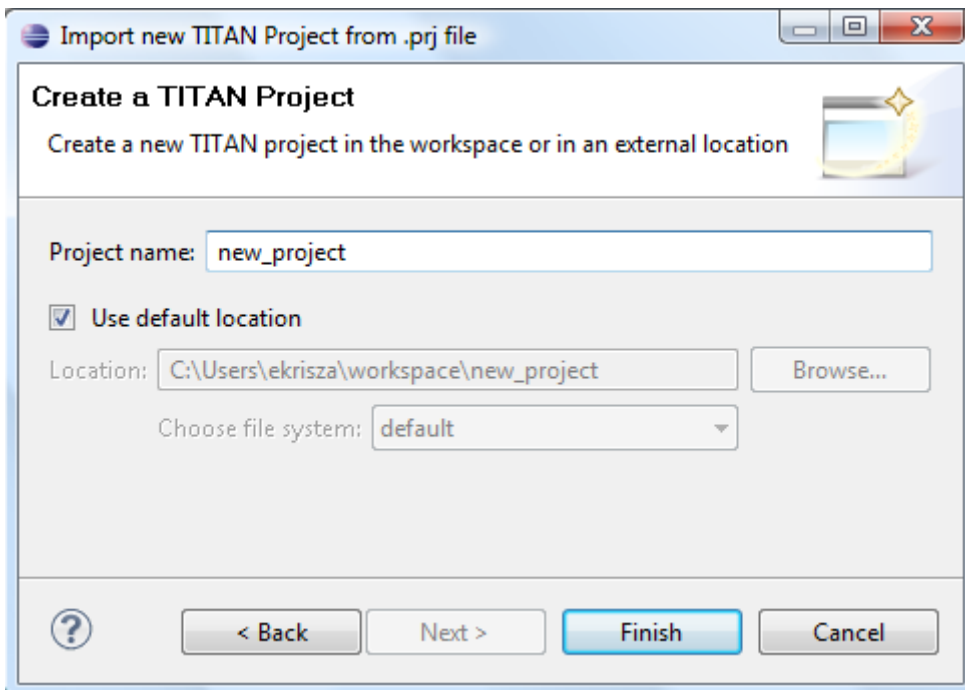 Import new TITAN Project from .prj file
Create a TITAN Project
Create a new TITAN project in the workspace or in an external location
Project name: new_project
Use default location
Location: C:\Users\ekrisza\workspace\new_project Browse...
Choose file system: default
? < Back Next > Finish Cancel